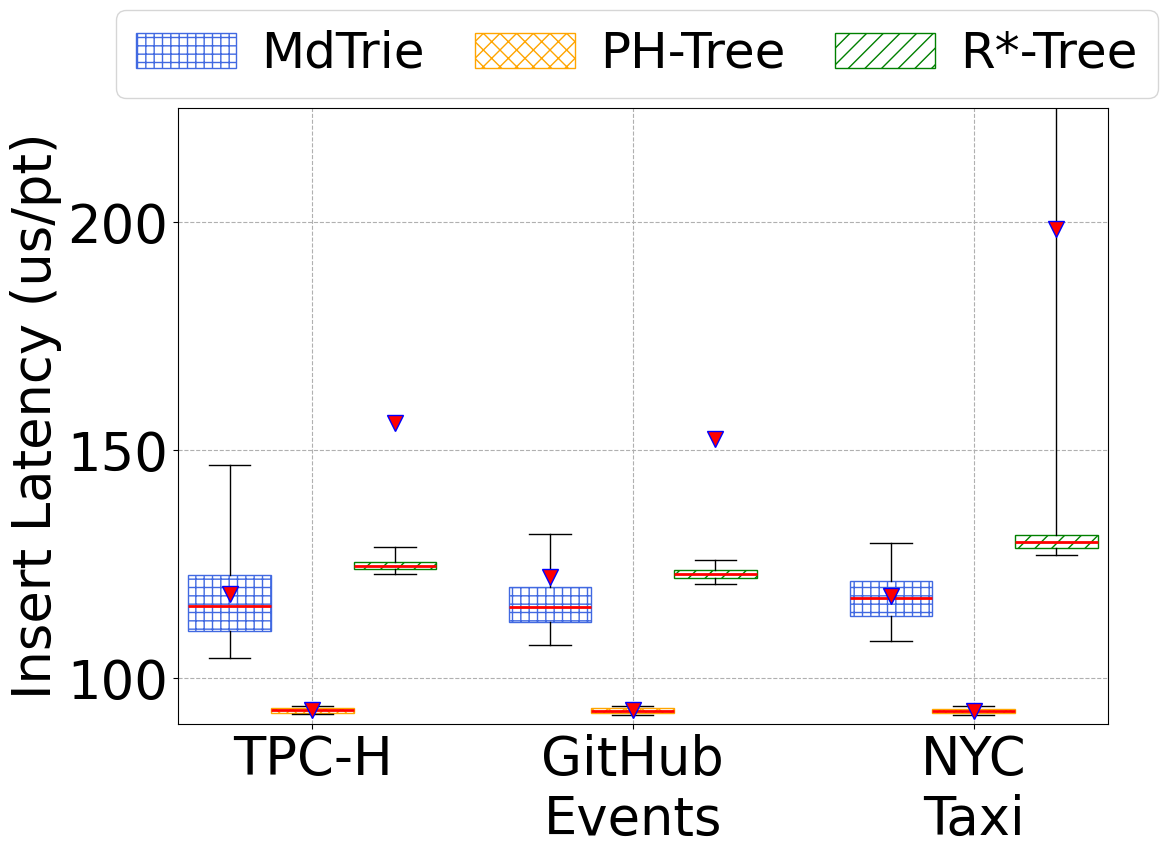 MdTrie PH-Tree R*-Tree
Insert Latency (us/pt)
200
150
100
TPC-H GitHub Events NYC Taxi